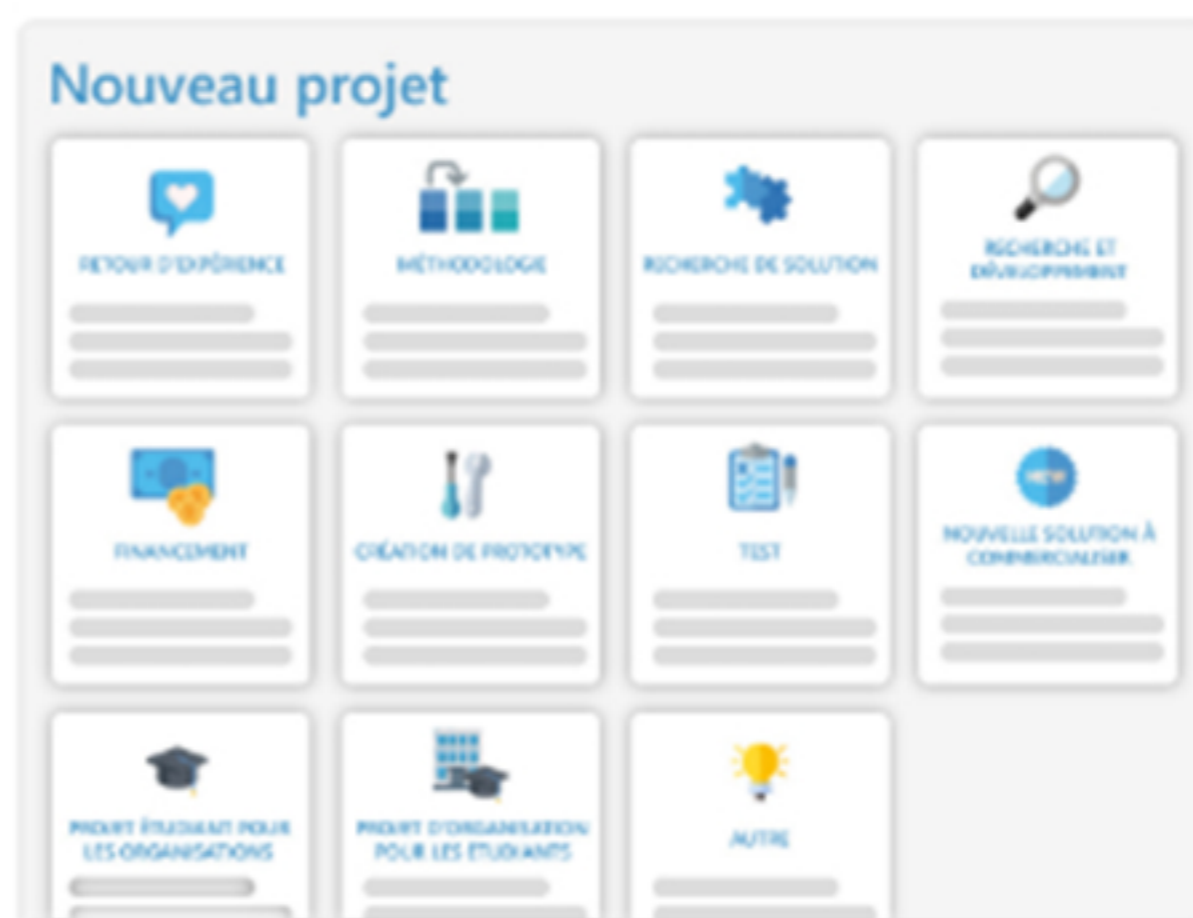 Nouveau projet
RETOUR D'EXPÉRIENCE
MÉTHODOLOGIE
RECHERCHE DE SOLUTION
RECHERCHE ET
DÉVELOPPEMENT
FINANCEMENT
CRÉATION DE PROTOTYPE
TEST
NOUVELLE SOLUTION À
COMMERCIALISER
PROJET ÉTUDIANT POUR
LES ORGANISATIONS
PROJET D'ORGANISATION
POUR LES ETUDIANTS
AUTRE